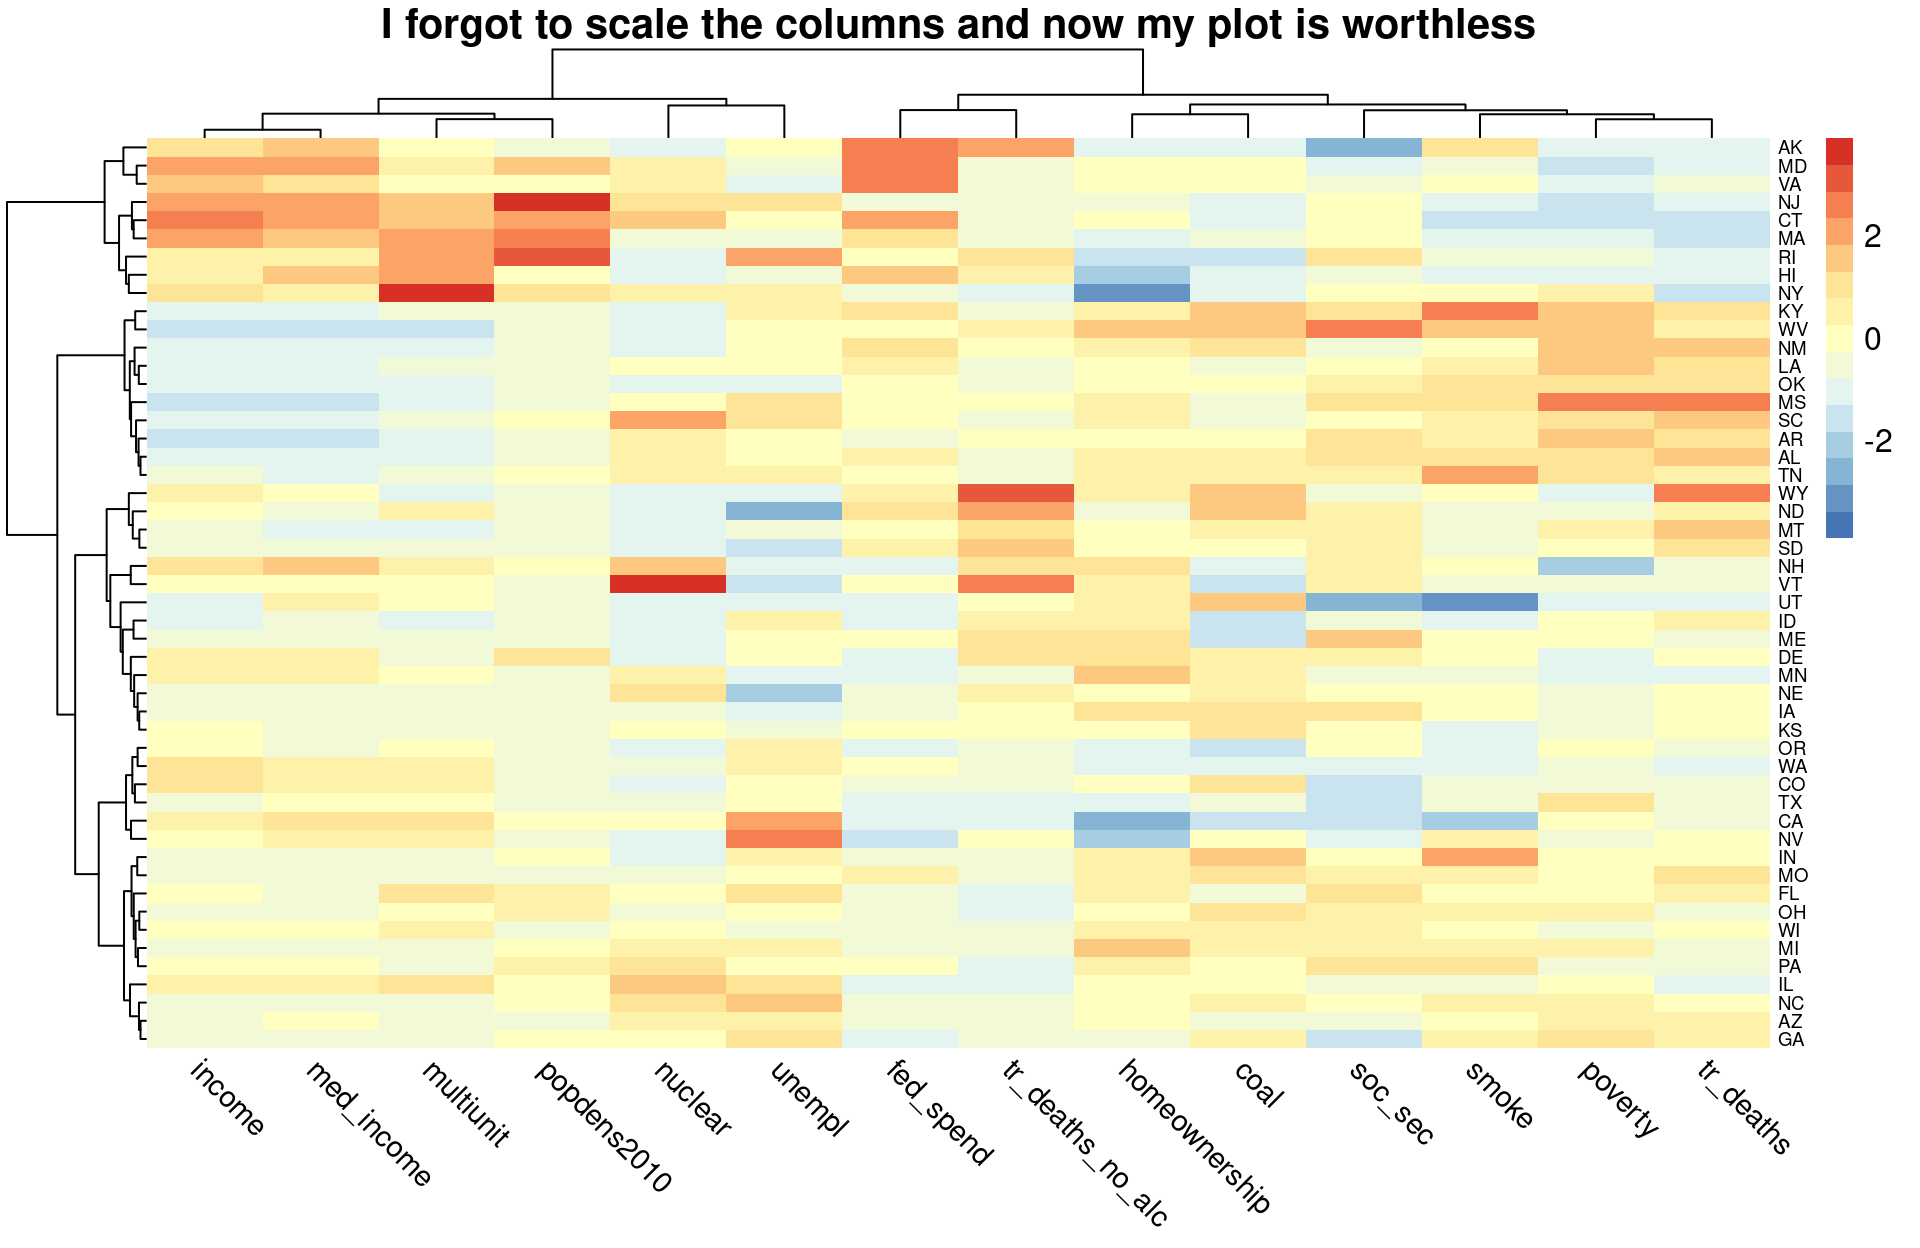 I forgot to scale the columns and now my plot is worthless
AK
MD
VA
NJ
CT
MA
RI
HI
NY
KY
WV
NM
LA
OK
MS
SC
AR
AL
TN
WY
ND
MT
SD
NH
VT
UT
ID
ME
DE
MN
NE
IA
KS
OR
WA
CO
TX
CA
NV
IN
MO
FL
OH
WI
MI
PA
IL
NC
AZ
GA
2
0
-2
income
med_income
multiunit
popdens2010
nuclear
unempl
fed_spend
tr_deaths_no_alc
homeownership
coal
soc_sec
smoke
poverty
tr_deaths